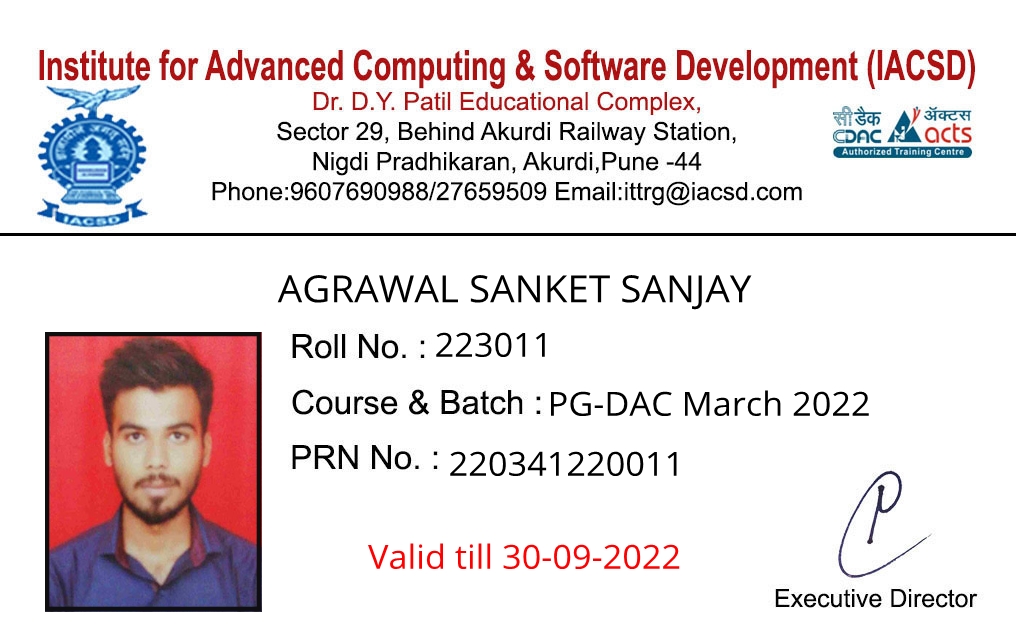 Institute for Advanced Computing & Software Development (IACSD)
Dr. D.Y. Patil Educational Complex,
Sector 29, Behind Akurdi Railway Station,
Nigdi Pradhikaran, Akurdi,Pune -44
Phone:9607690988/27659509 Email:ittrg@iacsd.com
IACSD
सी डैक ॲक्टस
CDAC acts
Authorized Training Centre
AGRAWAL SANKET SANJAY
Roll No. : 223011
Course & Batch : PG-DAC March 2022
PRN No. : 220341220011
Valid till 30-09-2022
Executive Director